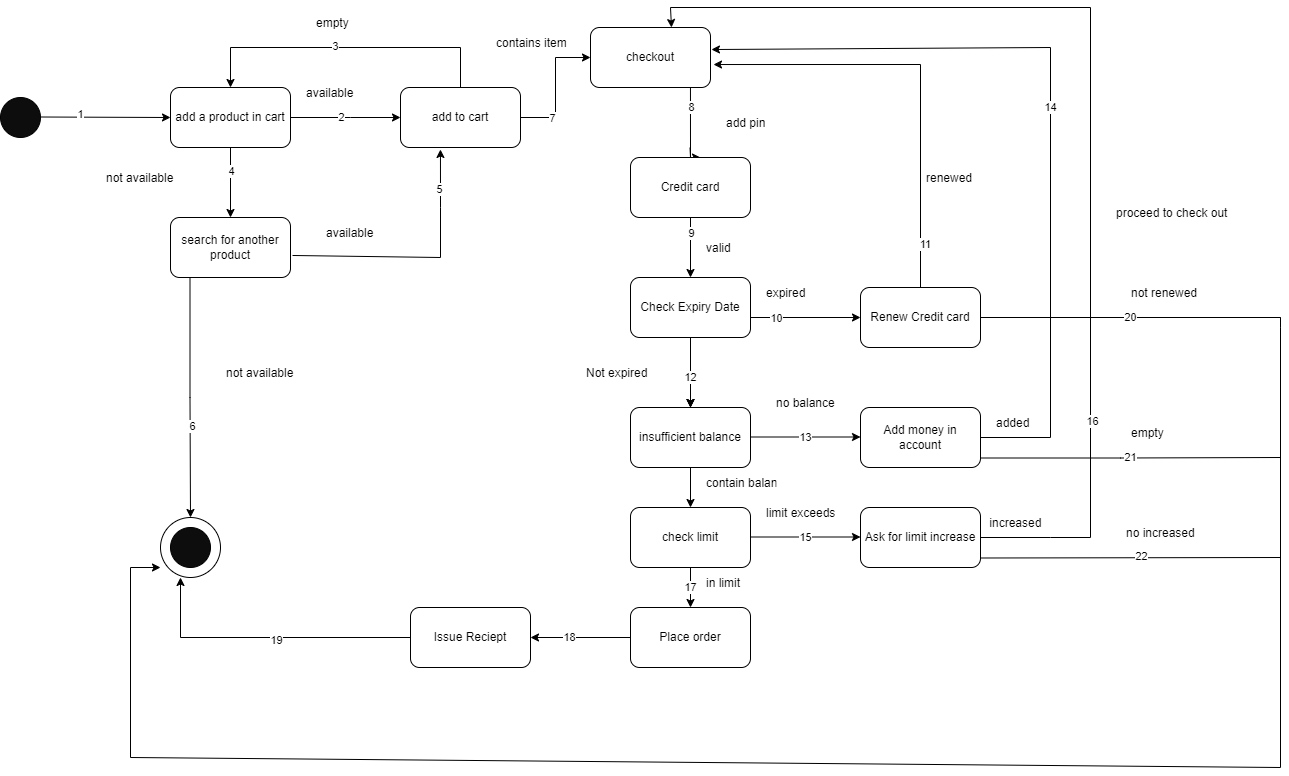 empty
3
contains item
checkout
available
1
add a product in cart
2
add to cart
7
8
14
add pin
not available
4
5
Credit card
renewed
proceed to check out
search for another
product
available
9
valid
11
Check Expiry Date
expired
10
Renew Credit card
not renewed
20
not available
Not expired
12
6
insufficient balance
no balance
13
Add money in
account
added
16
empty
21
contain balan
check limit
limit exceeds
15
Ask for limit increase
increased
no increased
22
17
in limit
19
Issue Reciept
18
Place order